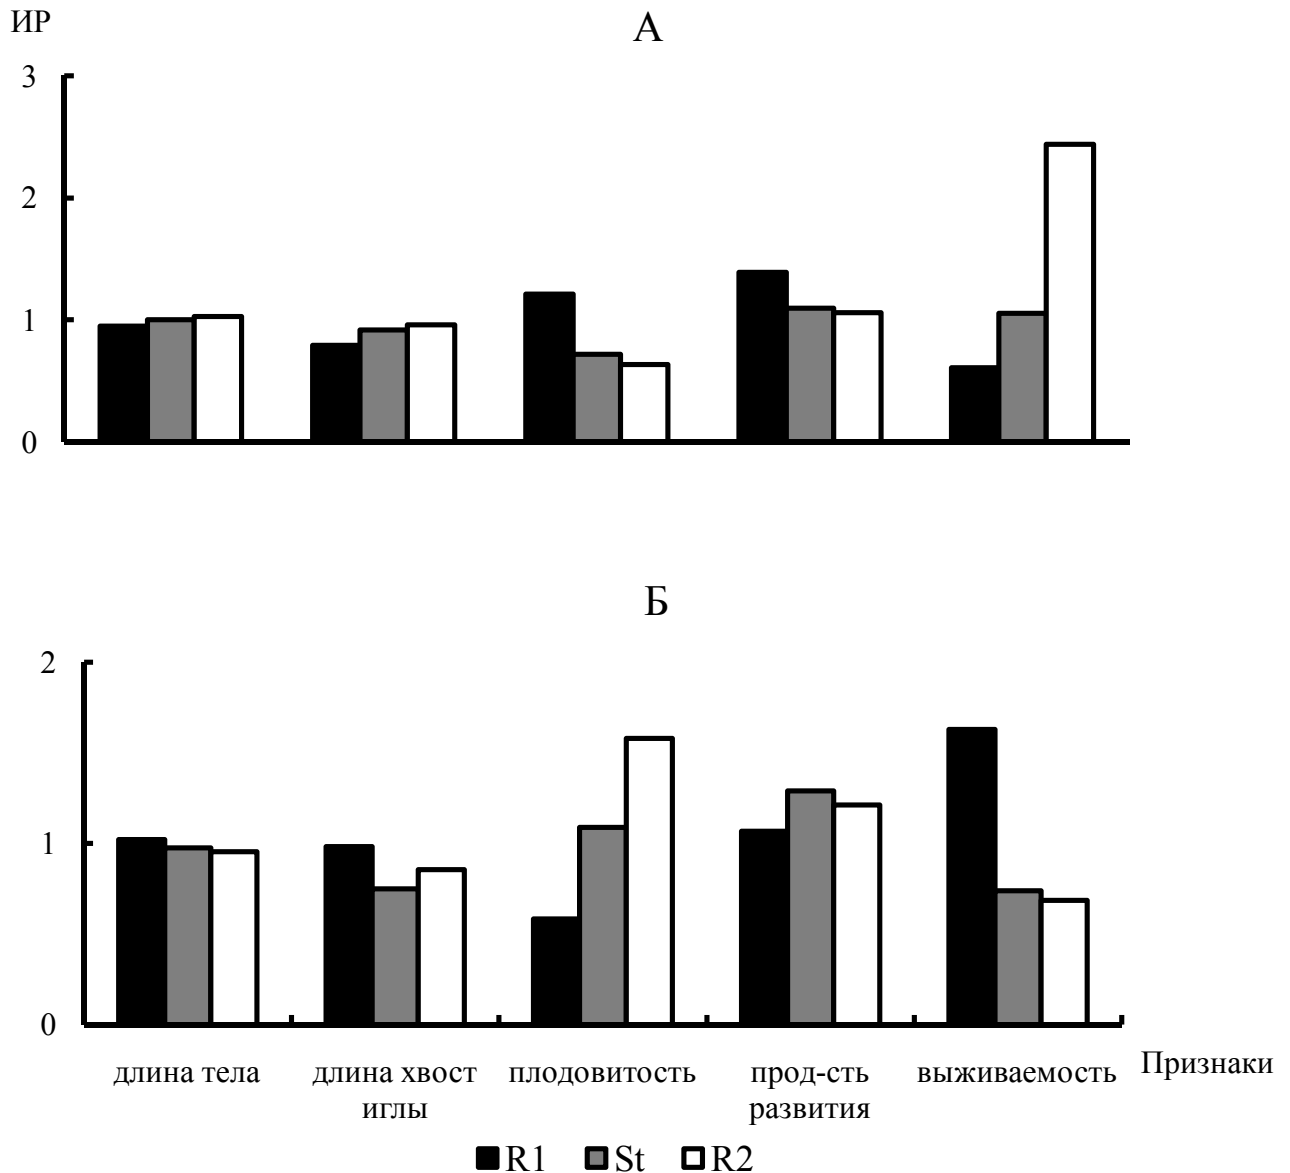 ИР
А
3
2
1
0
Б
2
1
0
длина тела
длина хвост
иглы
плодовитость
прод-сть
развития
выживаемость
Признаки
R1 St R2